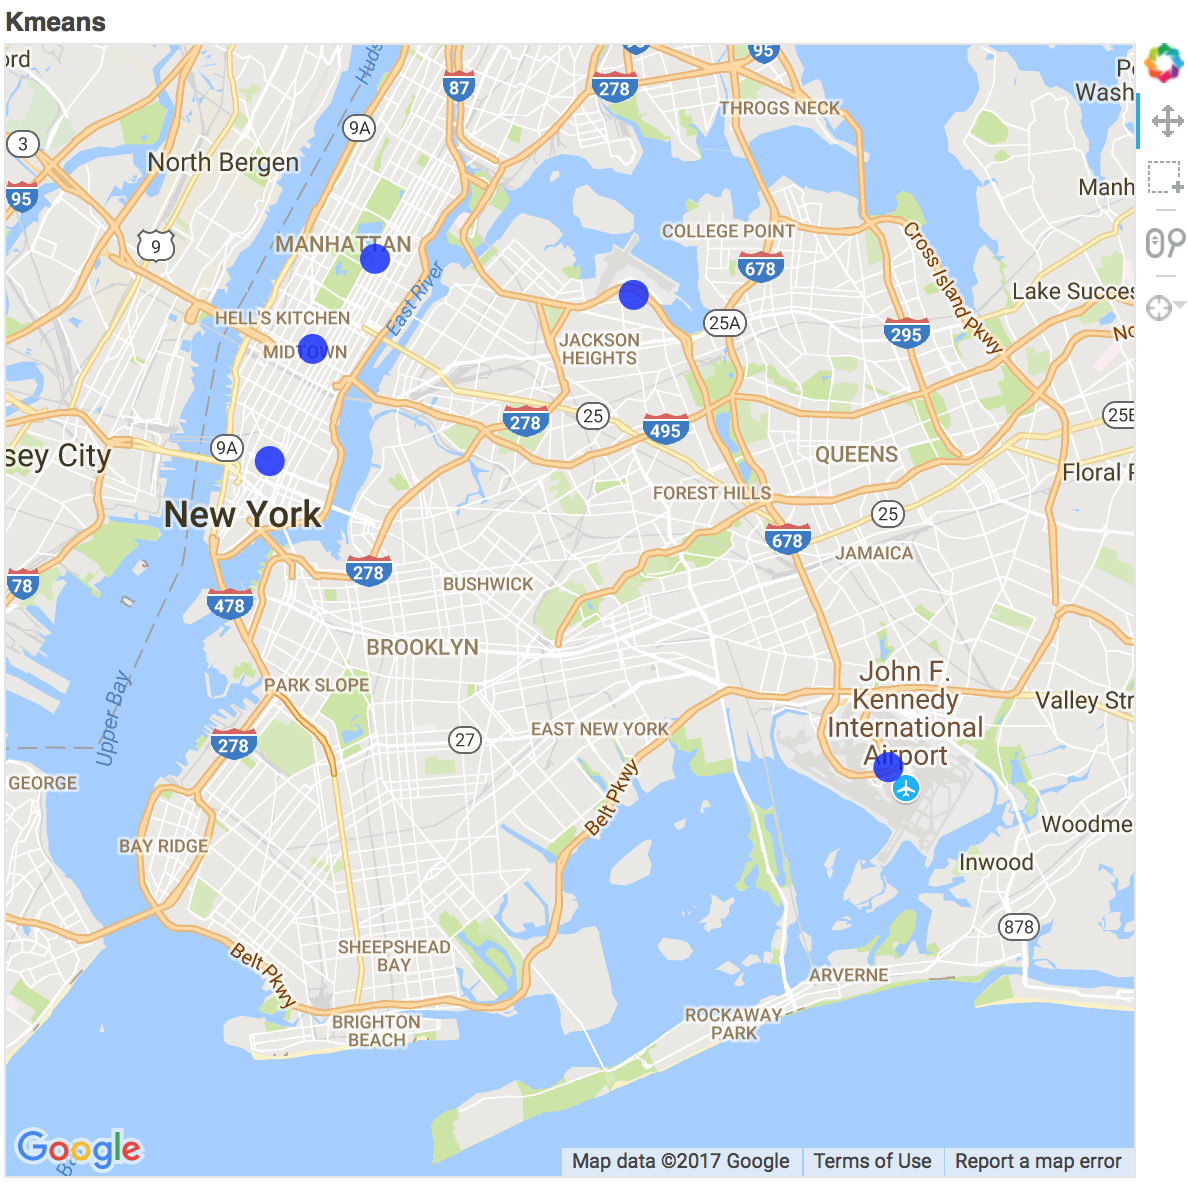 Kmeans
Huds
95
87
278
THROGS NECK
Wash
9A
3
North Bergen
95
Manh
9
MANHATTAN
COLLEGE POINT
678
Cross Island Pkwy
East River
Lake Succes
HELL'S KITCHEN
25A
295
No
JACKSON
HEIGHTS
MIDTOWN
278
25
495
25E
9A
sey City
QUEENS
Floral P
FOREST HILLS
New York
25
678
JAMAICA
278
78
BUSHWICK
478
BROOKLYN
John F.
Kennedy
International
Airport
PARK SLOPE
Valley Str
Upper Bay
278
27
EAST NEW YORK
GEORGE
Belt Pkwy
Woodme
BAY RIDGE
Inwood
878
SHEEPSHEAD
BAY
Belt Pkwy
ARVERNE
BRIGHTON
BEACH
ROCKAWAY
PARK
Google
Map data ©2017 Google
Terms of Use
Report a map error